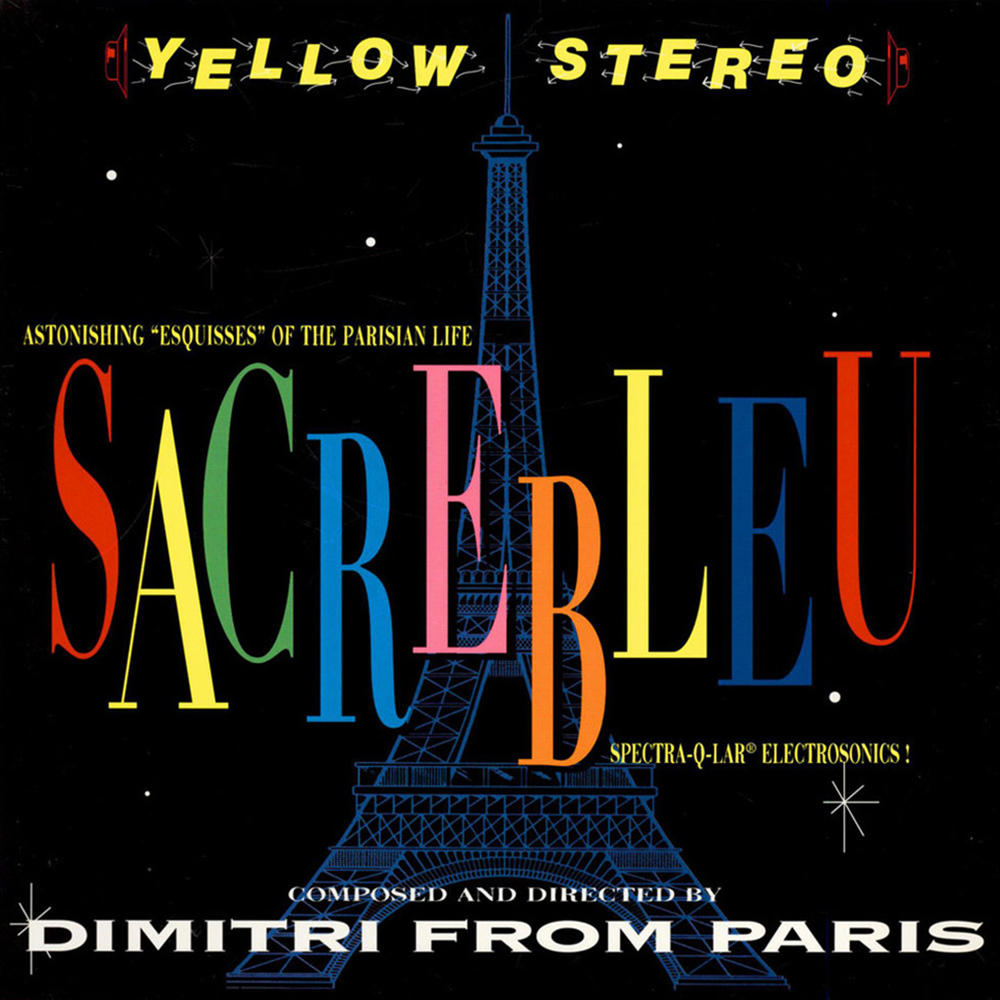 YELLOW STEREO
ASTONISHING “ESQUISSES” OF THE PARISIAN LIFE
SACREBLEU
SPECTRA-Q-LAR® ELECTROSONICS !
COMPOSED AND DIRECTED BY
DIMITRI FROM PARIS